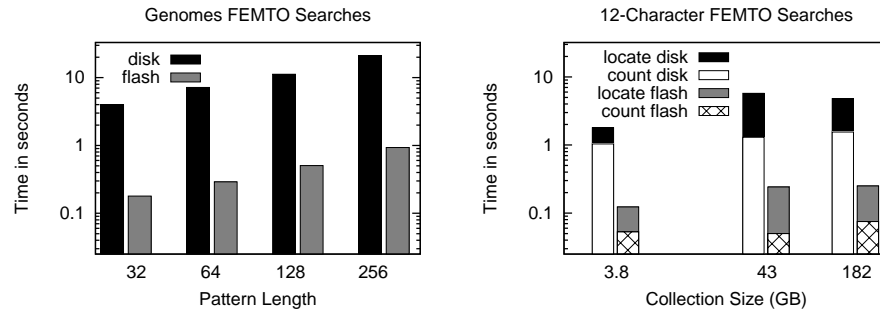 Genomes FEMTO Searches
Time in seconds
10
1
0.1
disk
flash
32 64 128 256
Pattern Length
12-Character FEMTO Searches
Time in seconds
10
1
0.1
locate disk
count disk
locate flash
count flash
3.8 43 182
Collection Size (GB)